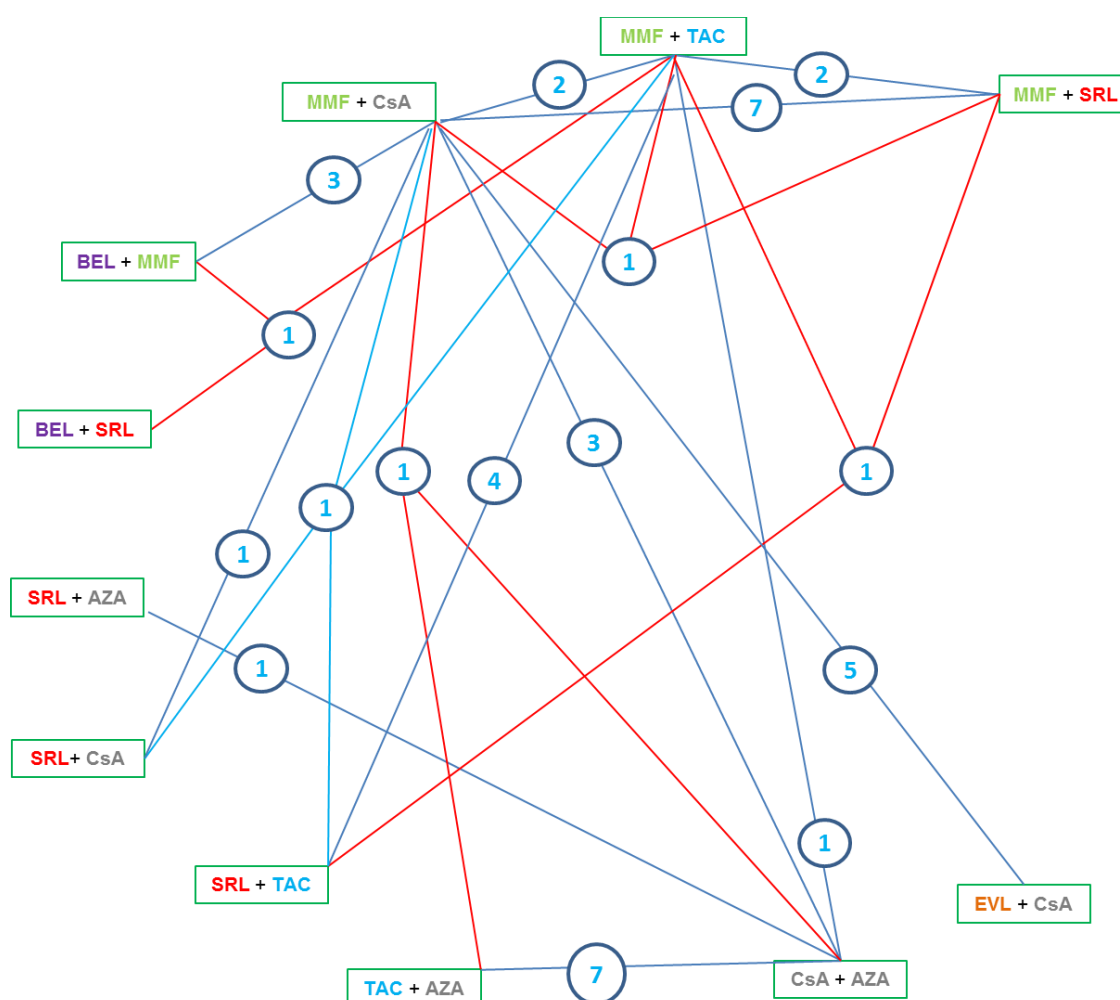 MMF + TAC
2
2
MMF + CsA
7
MMF + SRL
3
BEL + MMF
1
1
BEL + SRL
3
1
4
1
1
1
SRL + AZA
1
5
SRL+ CsA
1
SRL + TAC
EVL + CsA
TAC + AZA
7
CsA + AZA